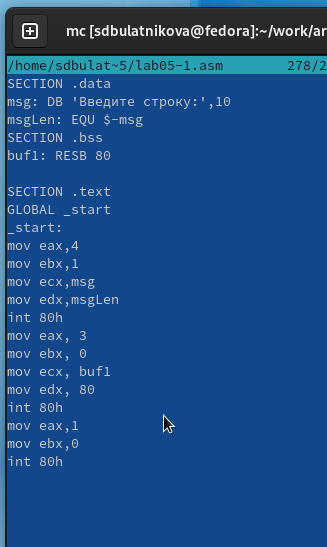 mc [sdbulatnikova@fedora]:~/work/ar
/home/sdbulat~5/lab05-1.asm 278/2
SECTION .data
msg: DB 'Введите строку:',10
msgLen: EQU $-msg
SECTION .bss
buf1: RESB 80
SECTION .text
GLOBAL _start
_start:
mov eax,4
mov ebx,1
mov ecx,msg
mov edx,msgLen
int 80h
mov eax, 3
mov ebx, 0
mov ecx, buf1
mov edx, 80
int 80h
mov eax,1
mov ebx,0
int 80h